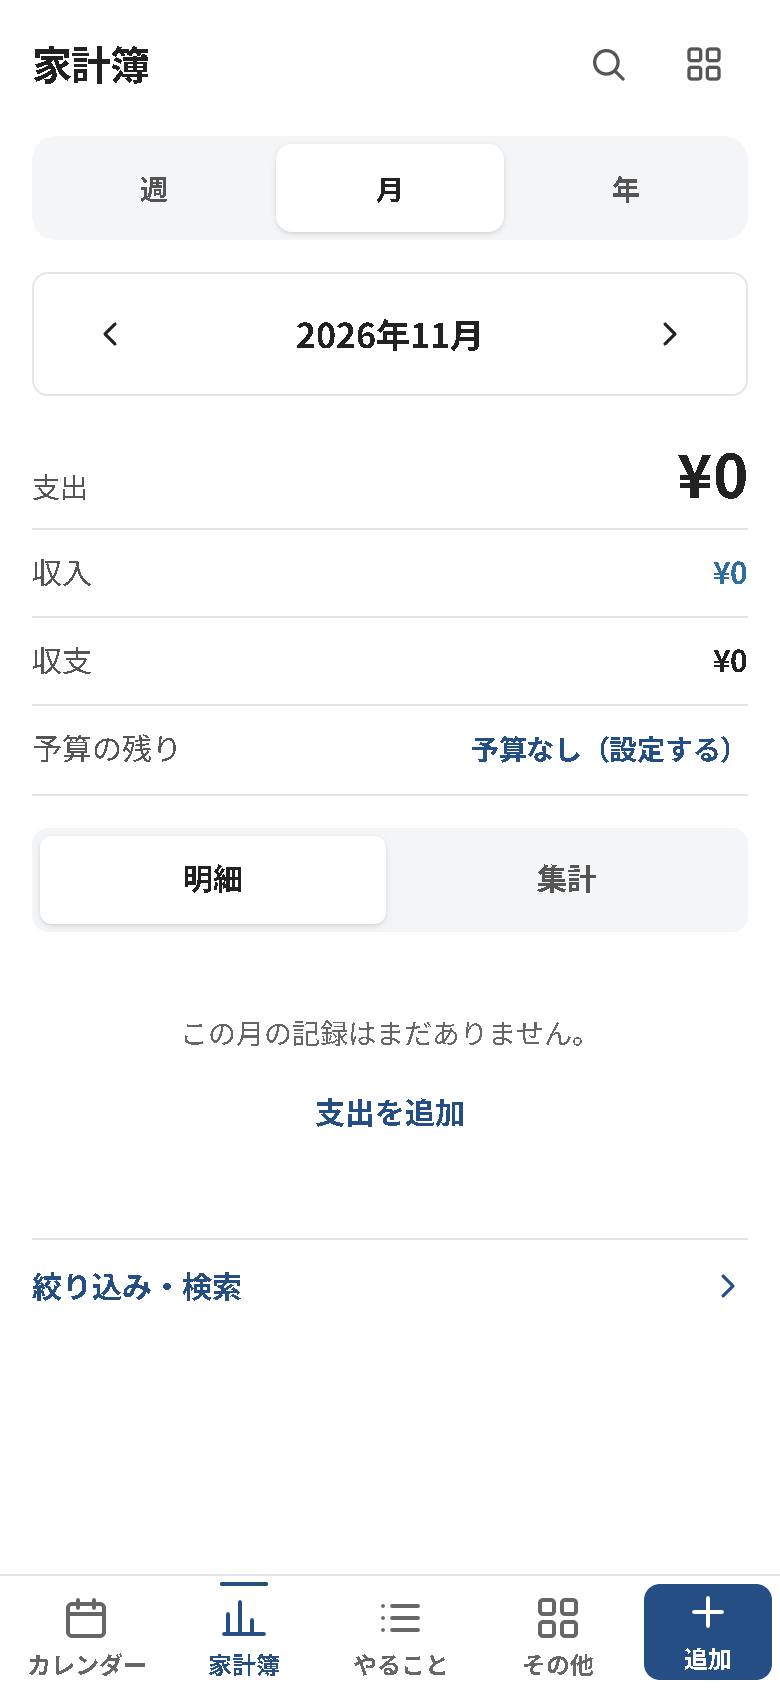 家計簿
週 月 年
2026年11月
支出 ¥0
収入 ¥0
収支 ¥0
予算の残り 予算なし（設定する）
明細 集計
この月の記録はまだありません。
支出を追加
絞り込み・検索
カレンダー 家計簿 やること その他 追加